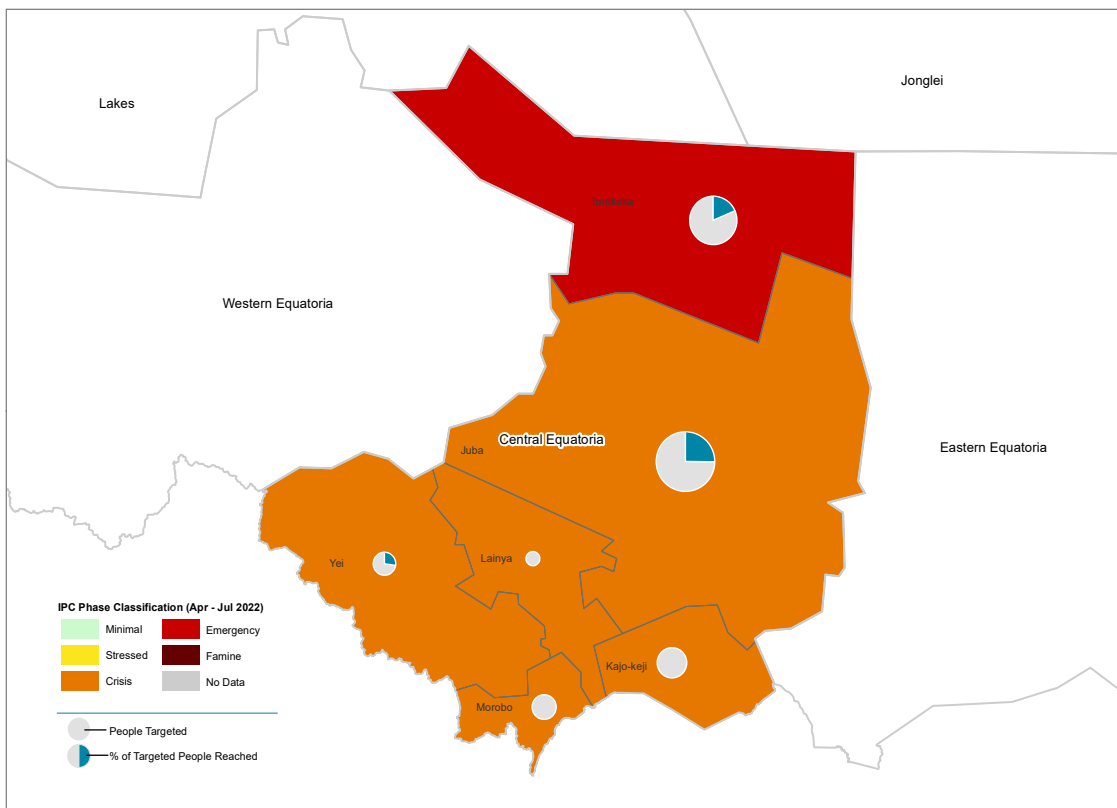 Jonglei
Lakes
Terekeka
Western Equatoria
Central Equatoria
Juba
Eastern Equatoria
Lainya
Yei
Kajo-keji
Morobo
IPC Phase Classification (Apr - Jul 2022)
Minimal
Emergency
Stressed
Famine
Crisis
No Data
People Targeted
% of Targeted People Reached